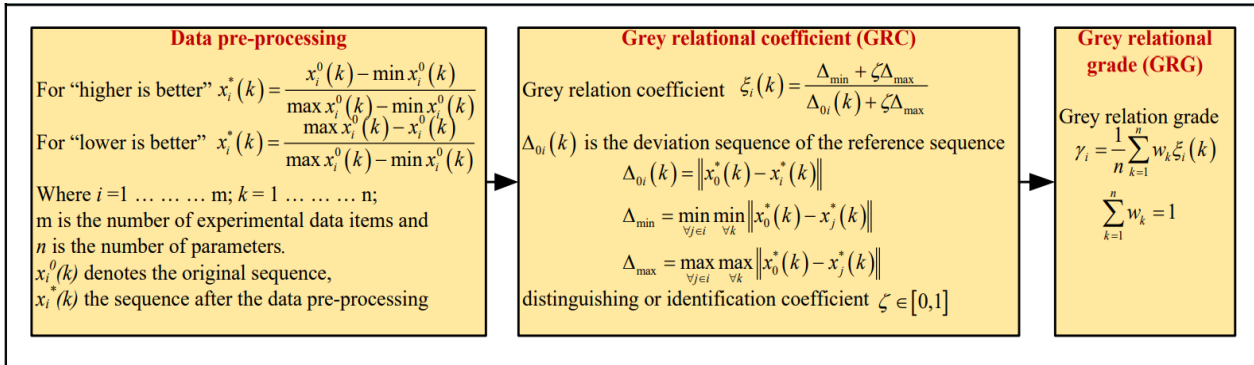 Data pre-processing
For “higher is better” x_i^*(k) = (x_i^0(k) − min x_i^0(k)) / (max x_i^0(k) − min x_i^0(k))
For “lower is better” x_i^*(k) = (max x_i^0(k) − x_i^0(k)) / (max x_i^0(k) − min x_i^0(k))
Where i =1 … … … m; k = 1 … … … n;
m is the number of experimental data items and
n is the number of parameters.
x_i^0(k) denotes the original sequence,
x_i^*(k) the sequence after the data pre-processing
Grey relational coefficient (GRC)
Grey relation coefficient ξ_i(k) = (Δ_min + ζΔ_max) / (Δ_0i(k) + ζΔ_max)
Δ_0i(k) is the deviation sequence of the reference sequence
Δ_0i(k) = ‖x_0^*(k) − x_i^*(k)‖
Δ_min = min_{∀j∈i} min_{∀k} ‖x_0^*(k) − x_j^*(k)‖
Δ_max = max_{∀j∈i} max_{∀k} ‖x_0^*(k) − x_j^*(k)‖
distinguishing or identification coefficient ζ ∈ [0,1]
Grey relational
grade (GRG)
Grey relation grade
γ_i = (1/n) ∑_{k=1}^{n} w_k ξ_i(k)
∑_{k=1}^{n} w_k = 1